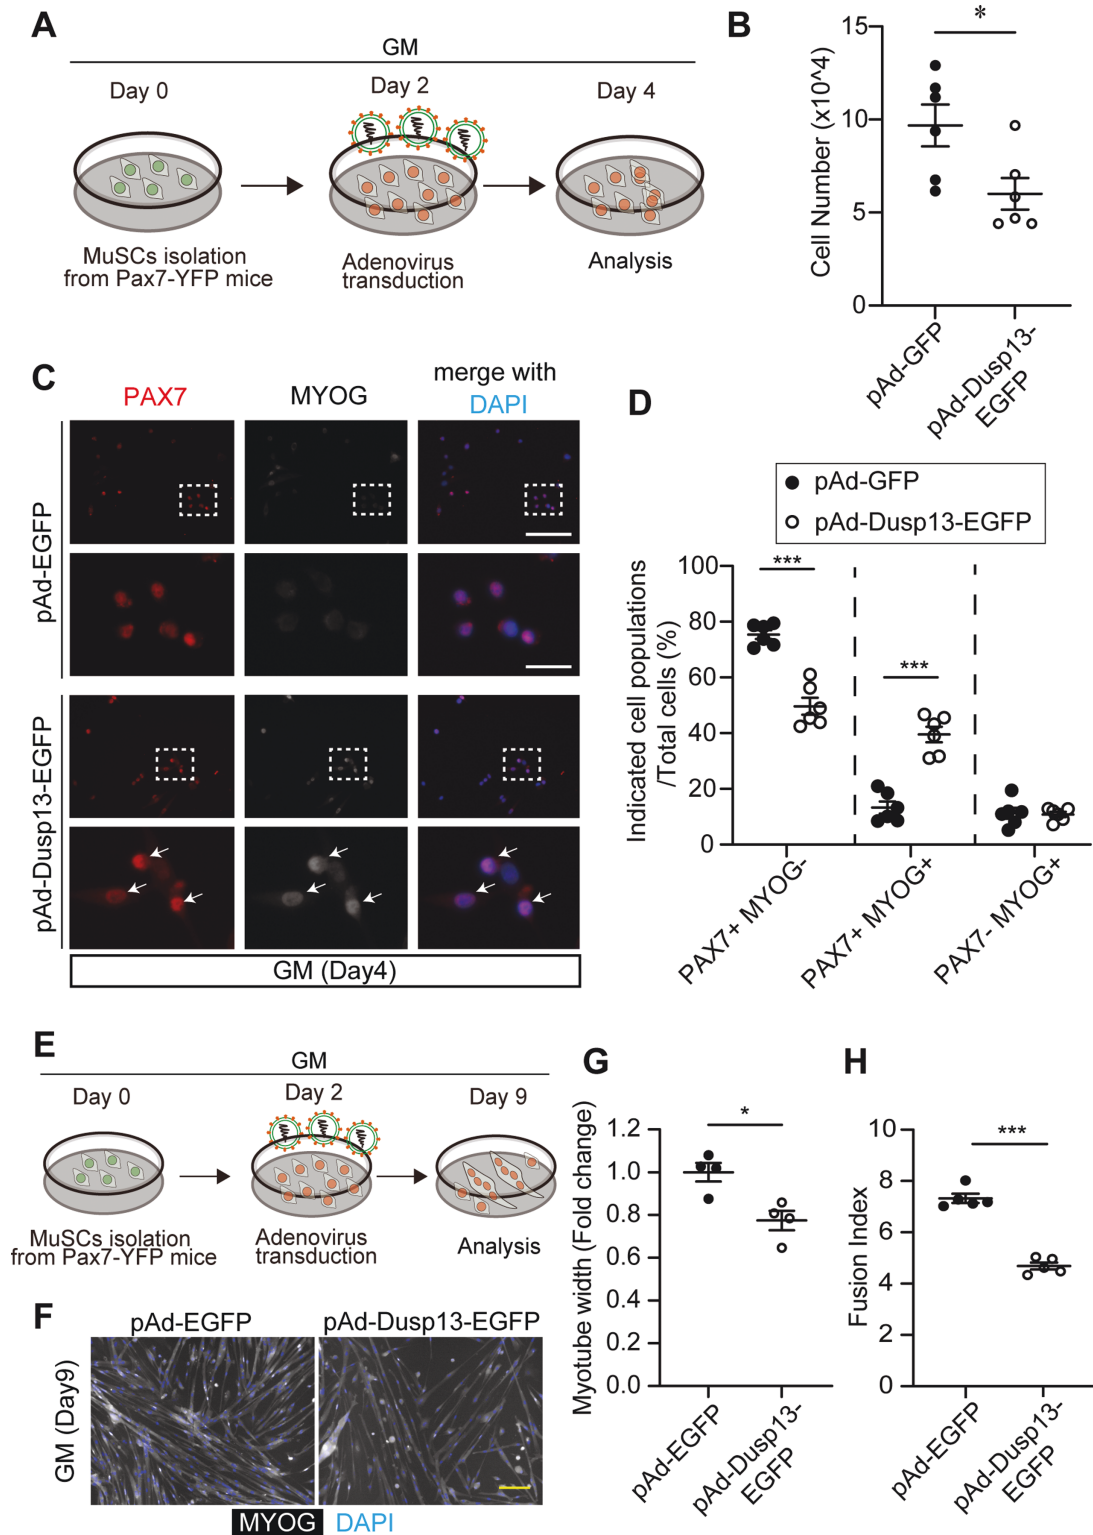 A
GM
Day 0
Day 2
Day 4
MuSCs isolation
from Pax7-YFP mice
Adenovirus
transduction
Analysis
B
*
Cell Number (x10^4)
15
10
5
0
pAd-GFP
pAd-Dusp13-
EGFP
C
PAX7
MYOG
merge with
DAPI
pAd-EGFP
pAd-Dusp13-EGFP
GM (Day4)
D
pAd-GFP
pAd-Dusp13-EGFP
Indicated cell populations
/Total cells (%)
100
80
60
40
20
0
***
***
PAX7+ MYOG-
PAX7+ MYOG+
PAX7- MYOG+
E
GM
Day 0
Day 2
Day 9
MuSCs isolation
from Pax7-YFP mice
Adenovirus
transduction
Analysis
F
pAd-EGFP
pAd-Dusp13-EGFP
GM (Day9)
MYOG
DAPI
G
*
Myotube width (Fold change)
1.2
1.0
0.8
0.6
0.4
0.2
0.0
pAd-EGFP
pAd-Dusp13-
EGFP
H
***
Fusion Index
10
8
6
4
2
0
pAd-EGFP
pAd-Dusp13-
EGFP